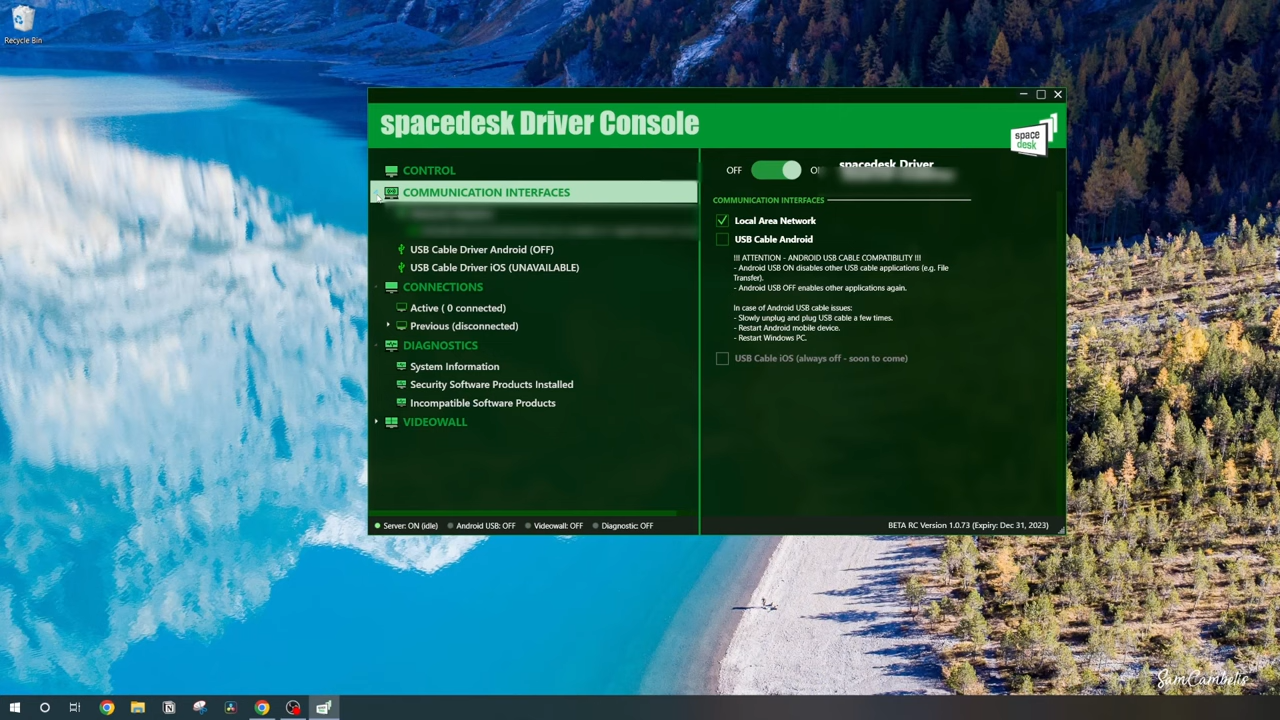 Recycle Bin
spacedesk Driver Console
space
desk
CONTROL
COMMUNICATION INTERFACES
USB Cable Driver Android (OFF)
USB Cable Driver iOS (UNAVAILABLE)
CONNECTIONS
Active ( 0 connected)
Previous (disconnected)
DIAGNOSTICS
System Information
Security Software Products Installed
Incompatible Software Products
VIDEOWALL
OFF
spacedesk Driver
COMMUNICATION INTERFACES
Local Area Network
USB Cable Android
!!! ATTENTION - ANDROID USB CABLE COMPATIBILITY !!!
- Android USB ON disables other USB cable applications (e.g. File
Transfer).
- Android USB OFF enables other applications again.
In case of Android USB cable issues:
- Slowly unplug and plug USB cable a few times.
- Restart Android mobile device.
- Restart Windows PC.
USB Cable iOS (always off - soon to come)
Server: ON (idle) Android USB: OFF Videowall: OFF Diagnostic: OFF
BETA RC Version 1.0.73 (Expiry: Dec 31, 2023)
SamCambelis